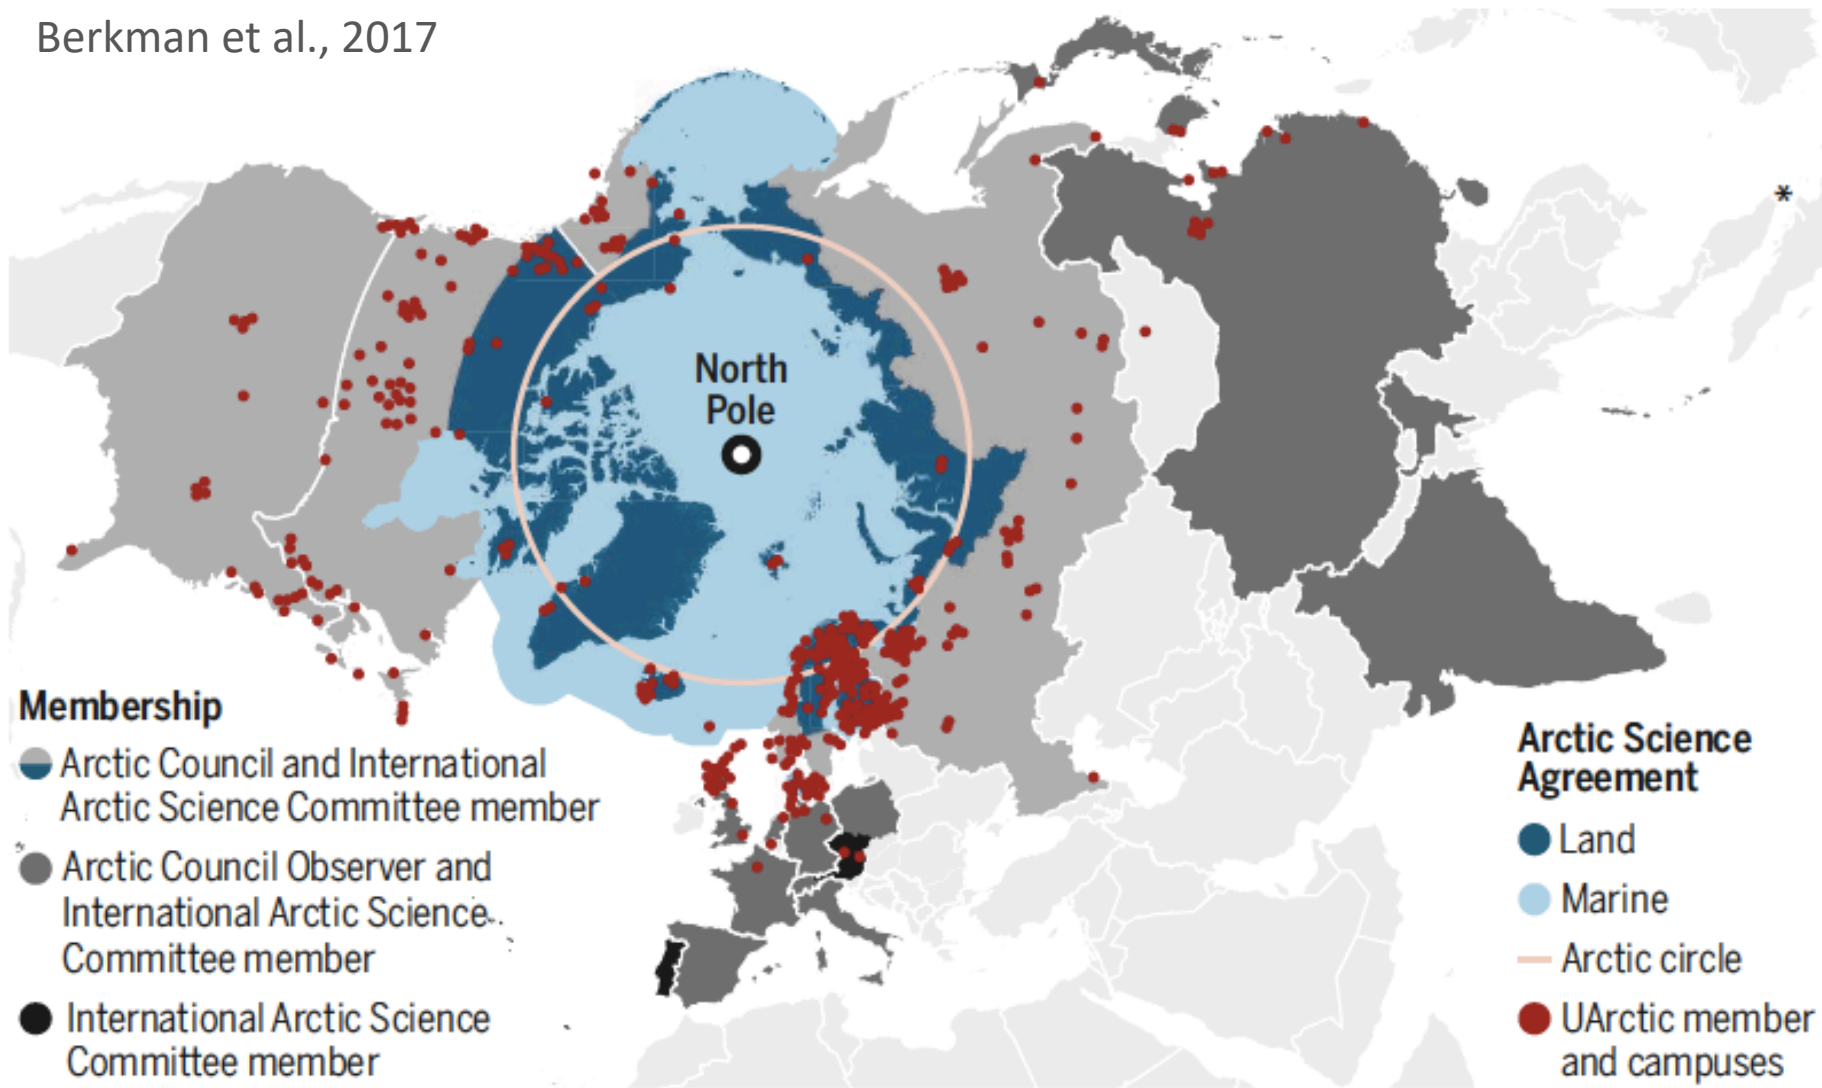 Berkman et al., 2017
*
North
Pole
Membership
Arctic Council and International
Arctic Science Committee member
Arctic Council Observer and
International Arctic Science
Committee member
International Arctic Science
Committee member
Arctic Science
Agreement
Land
Marine
Arctic circle
UArctic member
and campuses